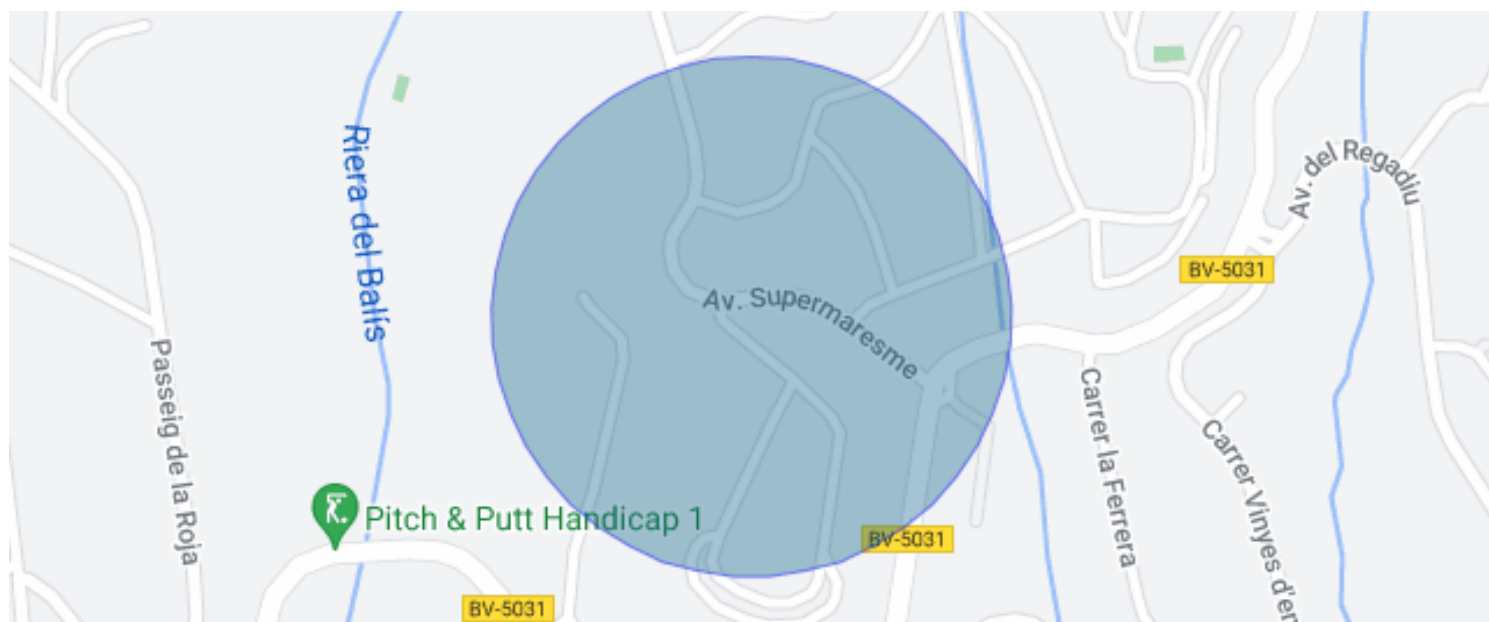 Riera del Balís
Av. del Regadiu
BV-5031
Av. Supermaresme
Passeig de la Roja
Carrer la Ferrera
Carrer Vinyes d'en
Pitch & Putt Handicap 1
BV-5031
BV-5031